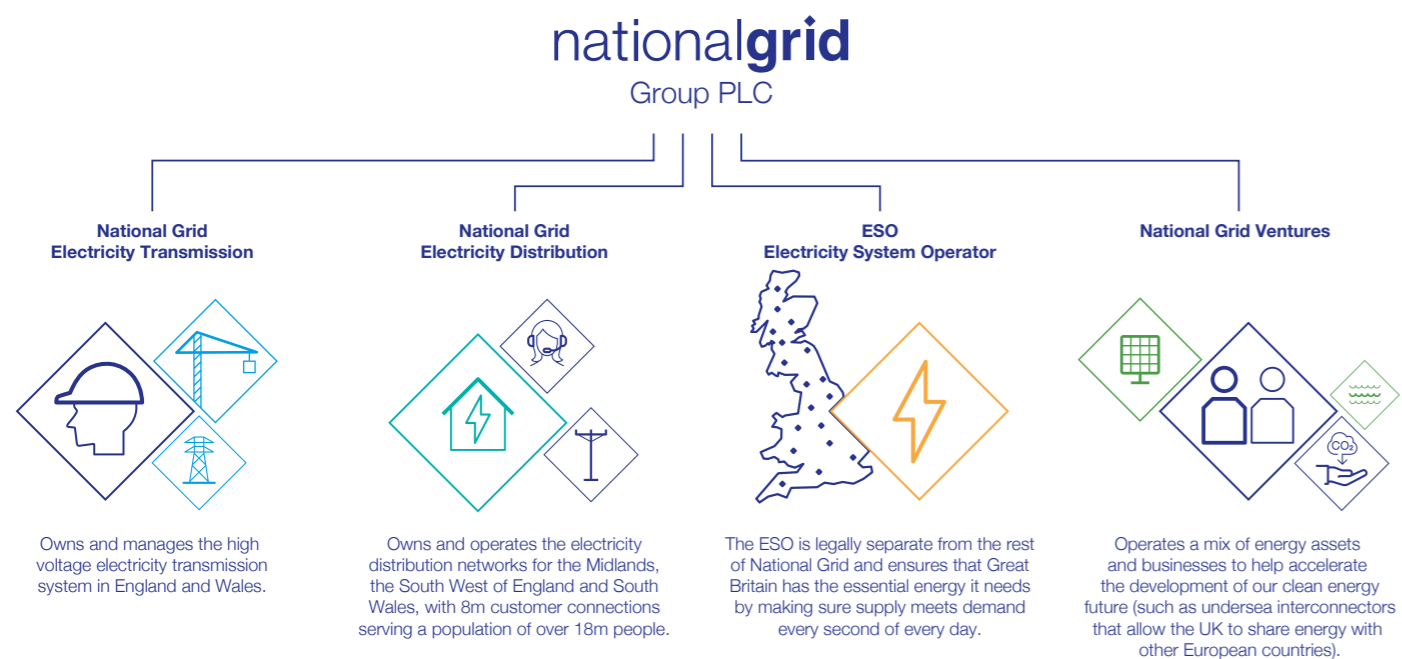 nationalgrid
Group PLC
National Grid
Electricity Transmission
National Grid
Electricity Distribution
ESO
Electricity System Operator
National Grid Ventures
CO₂
Owns and manages the high
voltage electricity transmission
system in England and Wales.
Owns and operates the electricity
distribution networks for the Midlands,
the South West of England and South
Wales, with 8m customer connections
serving a population of over 18m people.
The ESO is legally separate from the rest
of National Grid and ensures that Great
Britain has the essential energy it needs
by making sure supply meets demand
every second of every day.
Operates a mix of energy assets
and businesses to help accelerate
the development of our clean energy
future (such as undersea interconnectors
that allow the UK to share energy with
other European countries).